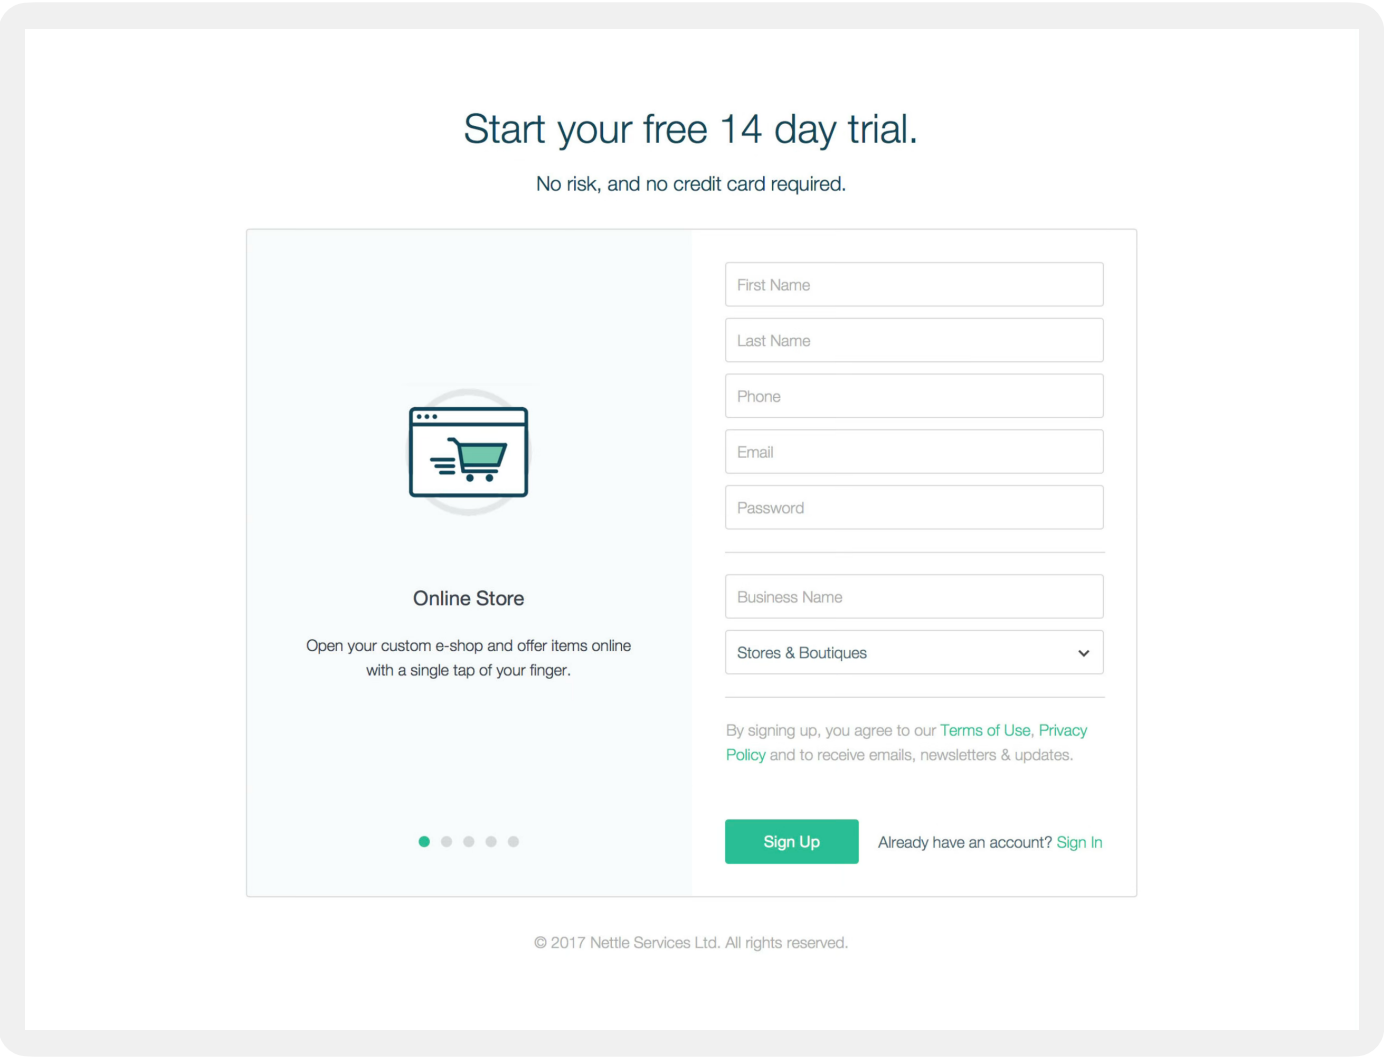 Start your free 14 day trial.
No risk, and no credit card required.
Online Store
Open your custom e-shop and offer items online
with a single tap of your finger.
First Name
Last Name
Phone
Email
Password
Business Name
Stores & Boutiques
By signing up, you agree to our Terms of Use, Privacy
Policy and to receive emails, newsletters & updates.
Sign Up
Already have an account? Sign In
© 2017 Nettle Services Ltd. All rights reserved.